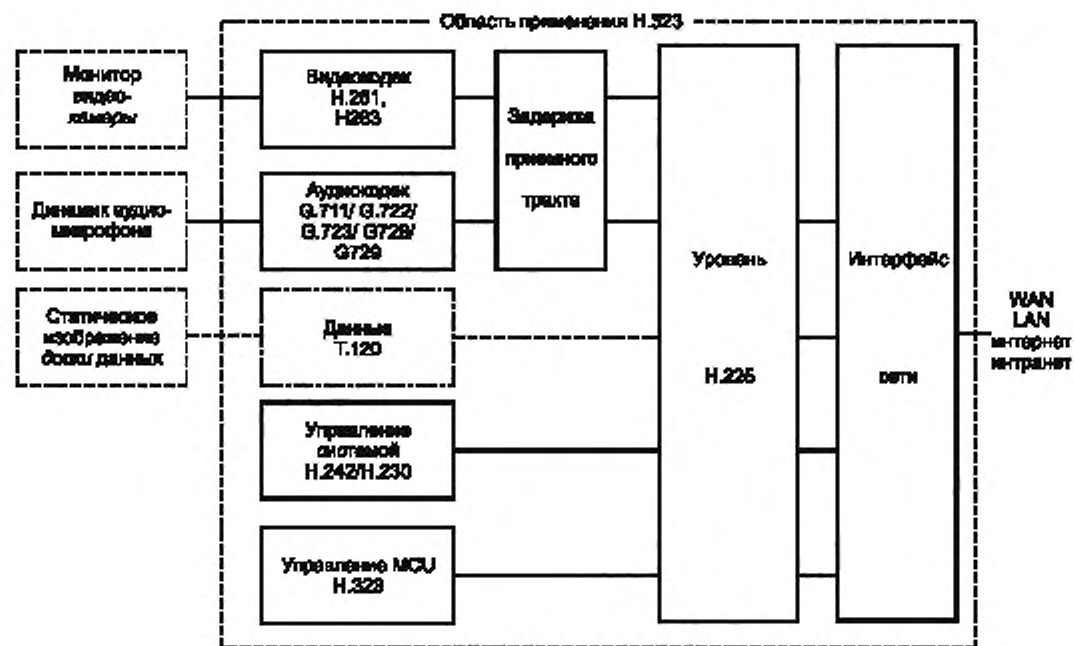 Область применения H.323
Монитор
видео-
камеры
Видеокодек
H.261,
H263
Задержка
приемного
тракта
Динамик аудио-
микрофона
Аудиокодек
G.711/ G.722/
G.723/ G728/
G729
Уровень
H.225
Интерфейс
сети
WAN
LAN
интернет
интранет
Статическое
изображение
доски данных
Данные
T.120
Управление
системой
H.242/H.230
Управление MCU
H.323